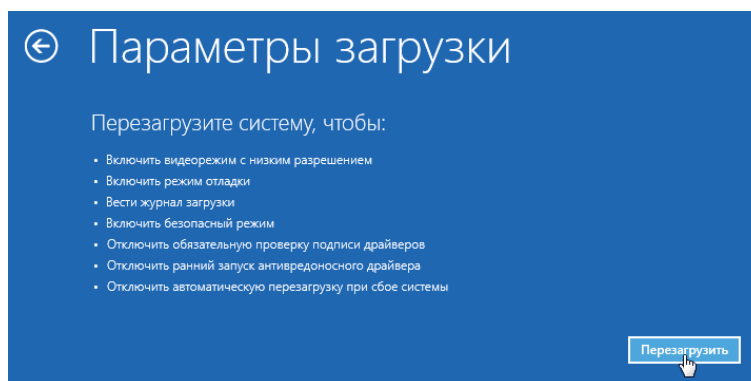 Параметры загрузки
Перезагрузите систему, чтобы:
• Включить видеорежим с низким разрешением
• Включить режим отладки
• Вести журнал загрузки
• Включить безопасный режим
• Отключить обязательную проверку подписи драйверов
• Отключить ранний запуск антивредоносного драйвера
• Отключить автоматическую перезагрузку при сбое системы
Перезагрузить